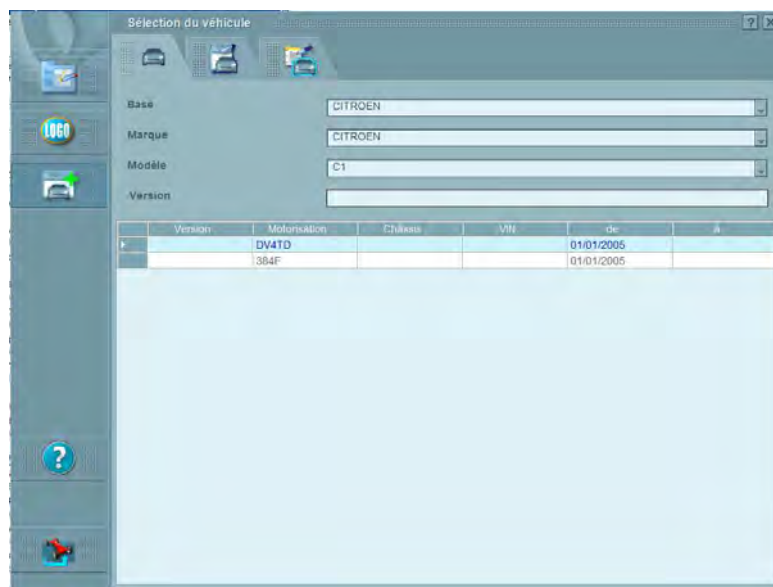 Sélection du véhicule
? X
LOGO
Base CITROEN
Marque CITROEN
Modèle C1
Version
Version Motorisation Châssis VIN de à
DV4TD 01/01/2005
384F 01/01/2005
?